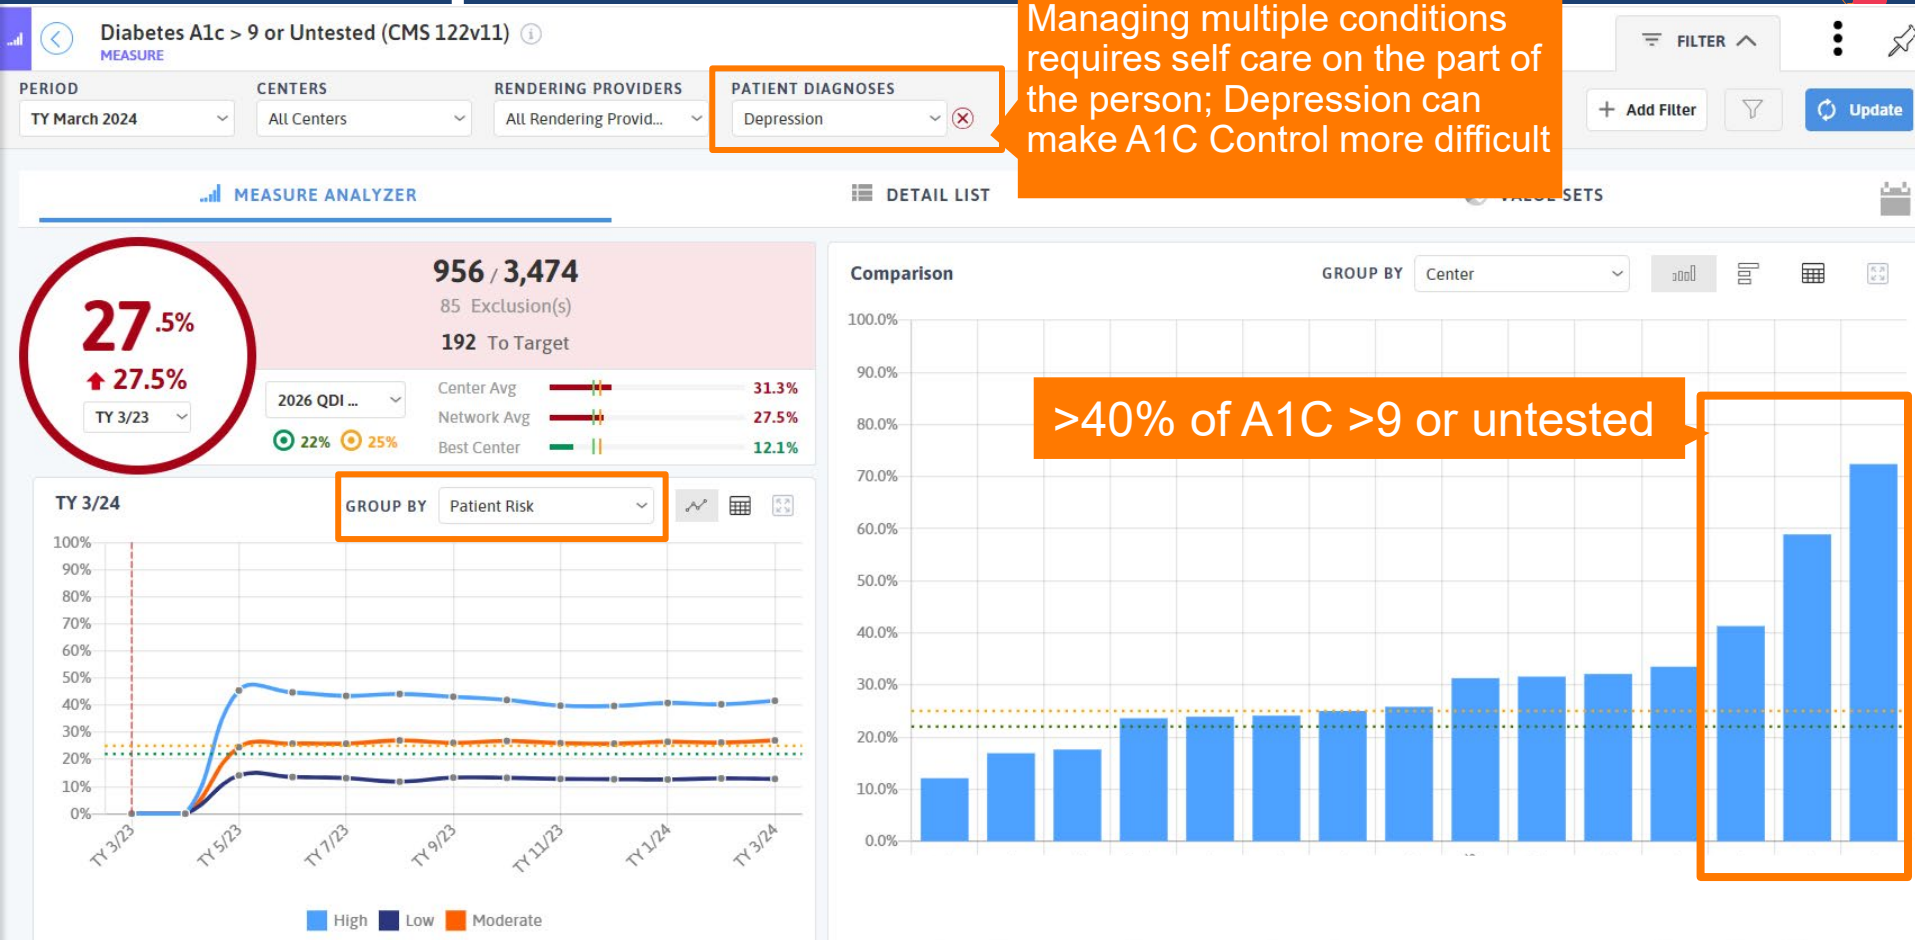 Diabetes A1c > 9 or Untested (CMS 122v11)
MEASURE
Managing multiple conditions
requires self care on the part of
the person; Depression can
make A1C Control more difficult
FILTER
PERIOD
TY March 2024
CENTERS
All Centers
RENDERING PROVIDERS
All Rendering Provid...
PATIENT DIAGNOSES
Depression
+ Add Filter
Update
MEASURE ANALYZER
DETAIL LIST
VALUE SETS
27.5%
27.5%
TY 3/23
956 / 3,474
85 Exclusion(s)
192 To Target
2026 QDI ...
22% 25%
Center Avg 31.3%
Network Avg 27.5%
Best Center 12.1%
TY 3/24
GROUP BY Patient Risk
100%
90%
80%
70%
60%
50%
40%
30%
20%
10%
0%
TY 3/23
TY 5/23
TY 7/23
TY 9/23
TY 11/23
TY 1/24
TY 3/24
High Low Moderate
Comparison
GROUP BY Center
>40% of A1C >9 or untested
100.0%
90.0%
80.0%
70.0%
60.0%
50.0%
40.0%
30.0%
20.0%
10.0%
0.0%